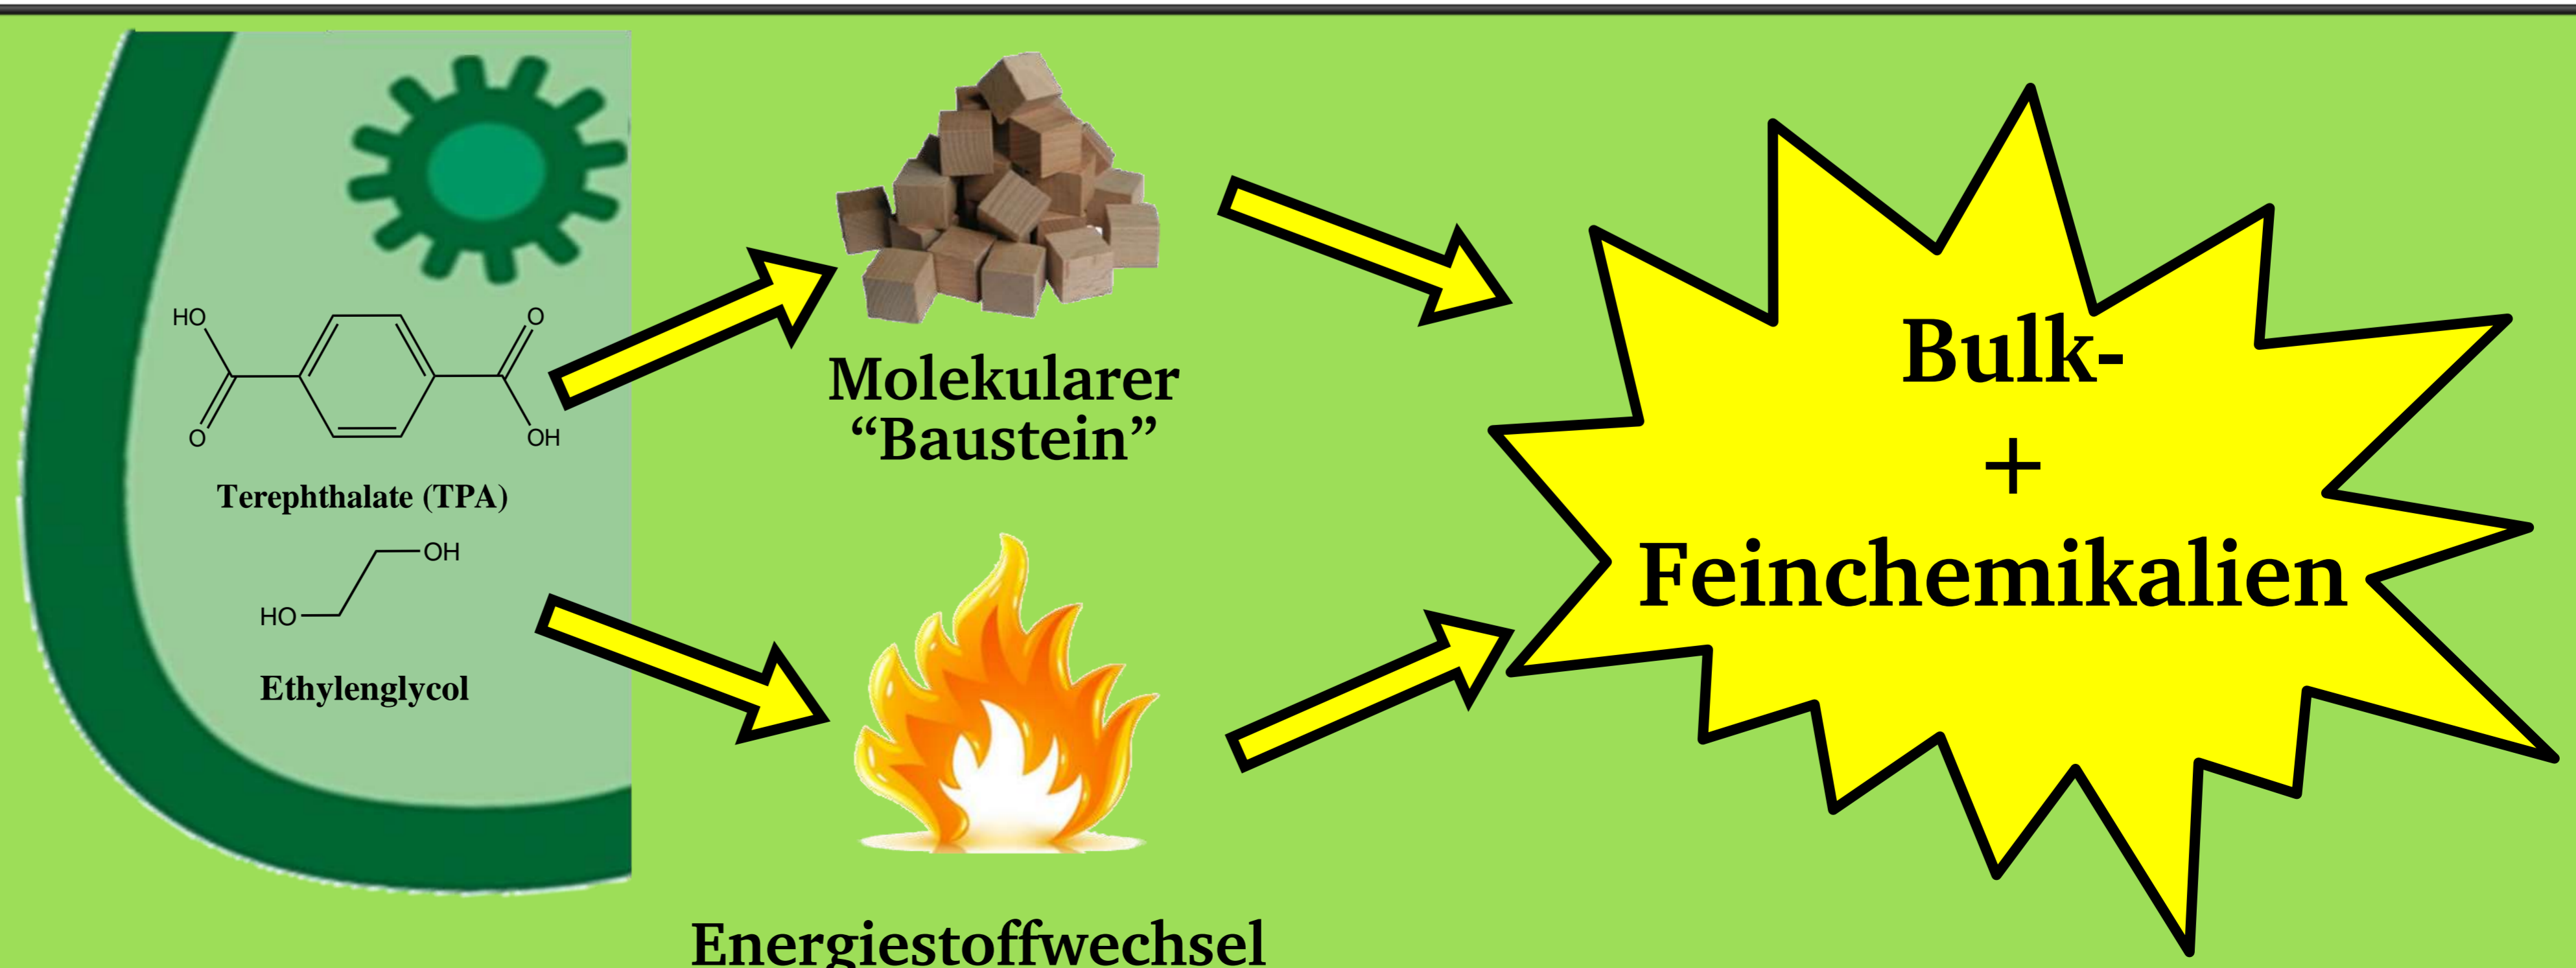 HO
O
O
OH
Terephthalate (TPA)
OH
HO
Ethylenglycol
Molekularer
“Baustein”
Energiestoffwechsel
Bulk-
+
Feinchemikalien